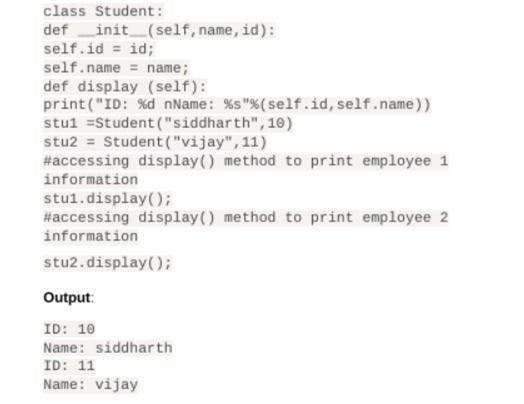 class Student:
def __init__(self,name,id):
self.id = id;
self.name = name;
def display (self):
print("ID: %d nName: %s"%(self.id,self.name))
stu1 =Student("siddharth",10)
stu2 = Student("vijay",11)
#accessing display() method to print employee 1
information
stu1.display();
#accessing display() method to print employee 2
information
stu2.display();
Output:
ID: 10
Name: siddharth
ID: 11
Name: vijay